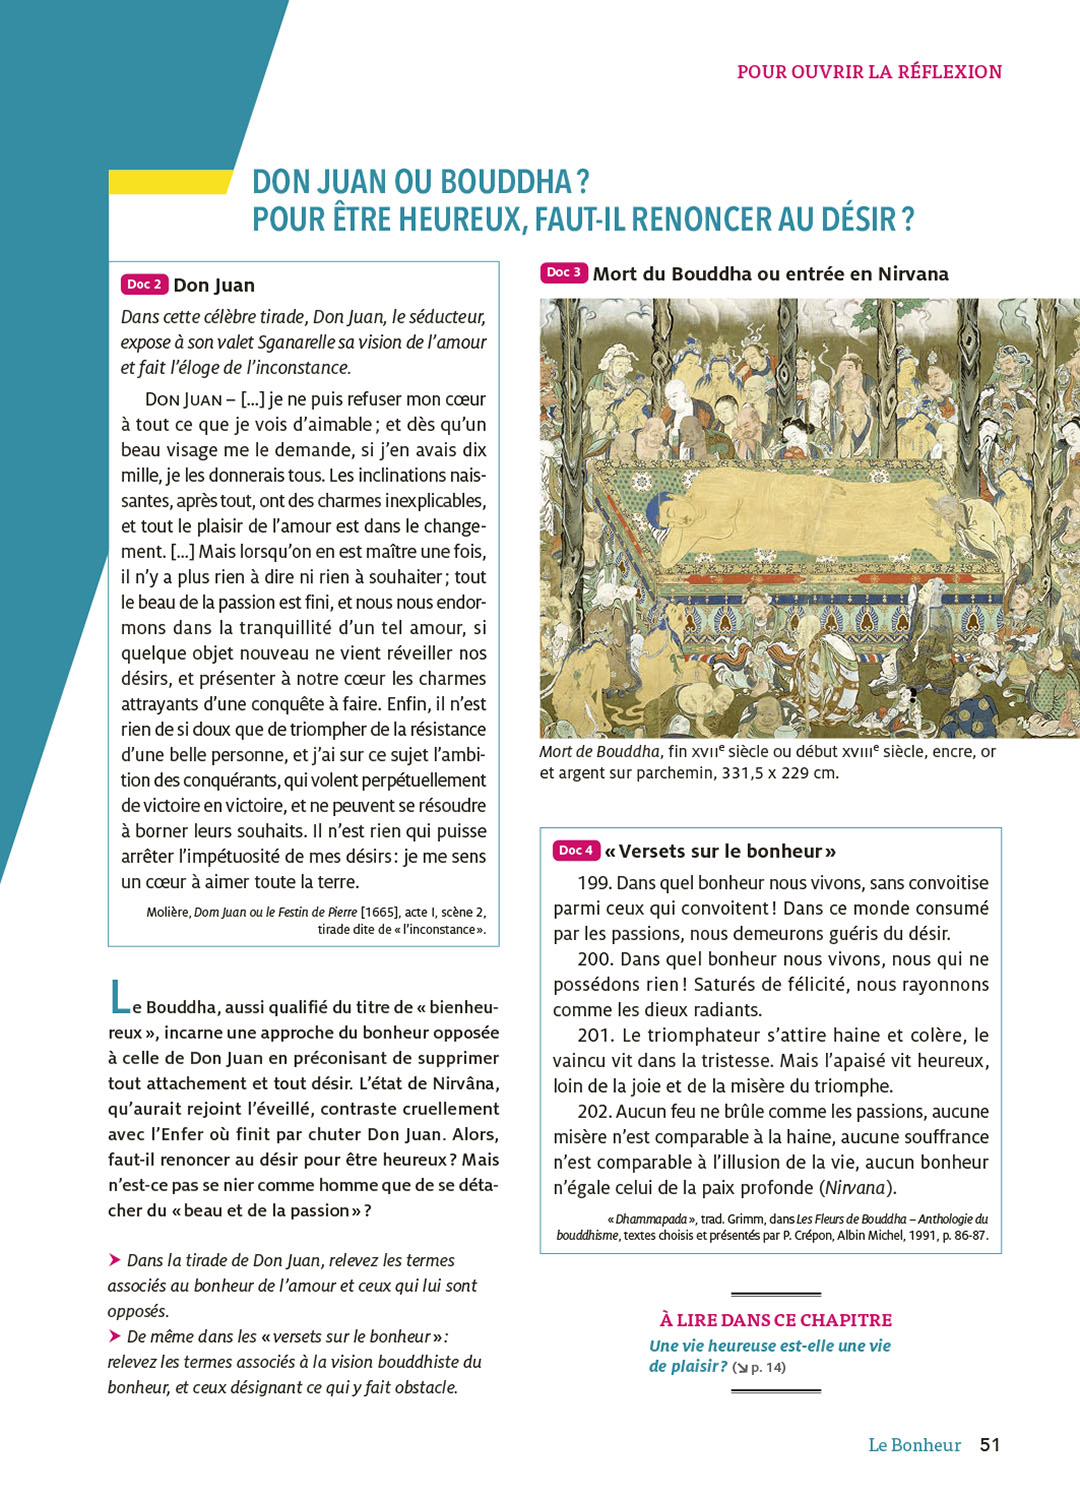 POUR OUVRIR LA RÉFLEXION
DON JUAN OU BOUDDHA ?
POUR ÊTRE HEUREUX, FAUT-IL RENONCER AU DÉSIR ?
Doc 2 Don Juan
Dans cette célèbre tirade, Don Juan, le séducteur,
expose à son valet Sganarelle sa vision de l’amour
et fait l’éloge de l’inconstance.
DON JUAN – [...] je ne puis refuser mon cœur
à tout ce que je vois d’aimable ; et dès qu’un
beau visage me le demande, si j’en avais dix
mille, je les donnerais tous. Les inclinations nais-
santes, après tout, ont des charmes inexplicables,
et tout le plaisir de l’amour est dans le change-
ment. [...] Mais lorsqu’on en est maître une fois,
il n’y a plus rien à dire ni rien à souhaiter ; tout
le beau de la passion est fini, et nous nous endor-
mons dans la tranquillité d’un tel amour, si
quelque objet nouveau ne vient réveiller nos
désirs, et présenter à notre cœur les charmes
attrayants d’une conquête à faire. Enfin, il n’est
rien de si doux que de triompher de la résistance
d’une belle personne, et j’ai sur ce sujet l’ambi-
tion des conquérants, qui volent perpétuellement
de victoire en victoire, et ne peuvent se résoudre
à borner leurs souhaits. Il n’est rien qui puisse
arrêter l’impétuosité de mes désirs : je me sens
un cœur à aimer toute la terre.
Molière, Dom Juan ou le Festin de Pierre [1665], acte I, scène 2,
tirade dite de « l’inconstance ».
Le Bouddha, aussi qualifié du titre de « bienheu-
reux », incarne une approche du bonheur opposée
à celle de Don Juan en préconisant de supprimer
tout attachement et tout désir. L’état de Nirvâna,
qu’aurait rejoint l’éveillé, contraste cruellement
avec l’Enfer où finit par chuter Don Juan. Alors,
faut-il renoncer au désir pour être heureux ? Mais
n’est-ce pas se nier comme homme que de se déta-
cher du « beau et de la passion » ?
➤ Dans la tirade de Don Juan, relevez les termes
associés au bonheur de l’amour et ceux qui lui sont
opposés.
➤ De même dans les « versets sur le bonheur » :
relevez les termes associés à la vision bouddhiste du
bonheur, et ceux désignant ce qui y fait obstacle.
Doc 3 Mort du Bouddha ou entrée en Nirvana
Mort de Bouddha, fin XVIIe siècle ou début XVIIIe siècle, encre, or
et argent sur parchemin, 331,5 x 229 cm.
Doc 4 « Versets sur le bonheur »
199. Dans quel bonheur nous vivons, sans convoitise
parmi ceux qui convoitent ! Dans ce monde consumé
par les passions, nous demeurons guéris du désir.
200. Dans quel bonheur nous vivons, nous qui ne
possédons rien ! Saturés de félicité, nous rayonnons
comme les dieux radiants.
201. Le triomphateur s’attire haine et colère, le
vaincu vit dans la tristesse. Mais l’apaisé vit heureux,
loin de la joie et de la misère du triomphe.
202. Aucun feu ne brûle comme les passions, aucune
misère n’est comparable à la haine, aucune souffrance
n’est comparable à l’illusion de la vie, aucun bonheur
n’égale celui de la paix profonde (Nirvana).
« Dhammapada », trad. Grimm, dans Les Fleurs de Bouddha – Anthologie du
bouddhisme, textes choisis et présentés par P. Crépon, Albin Michel, 1991, p. 86-87.
À LIRE DANS CE CHAPITRE
Une vie heureuse est-elle une vie
de plaisir ? (↘ p. 14)
Le Bonheur 51